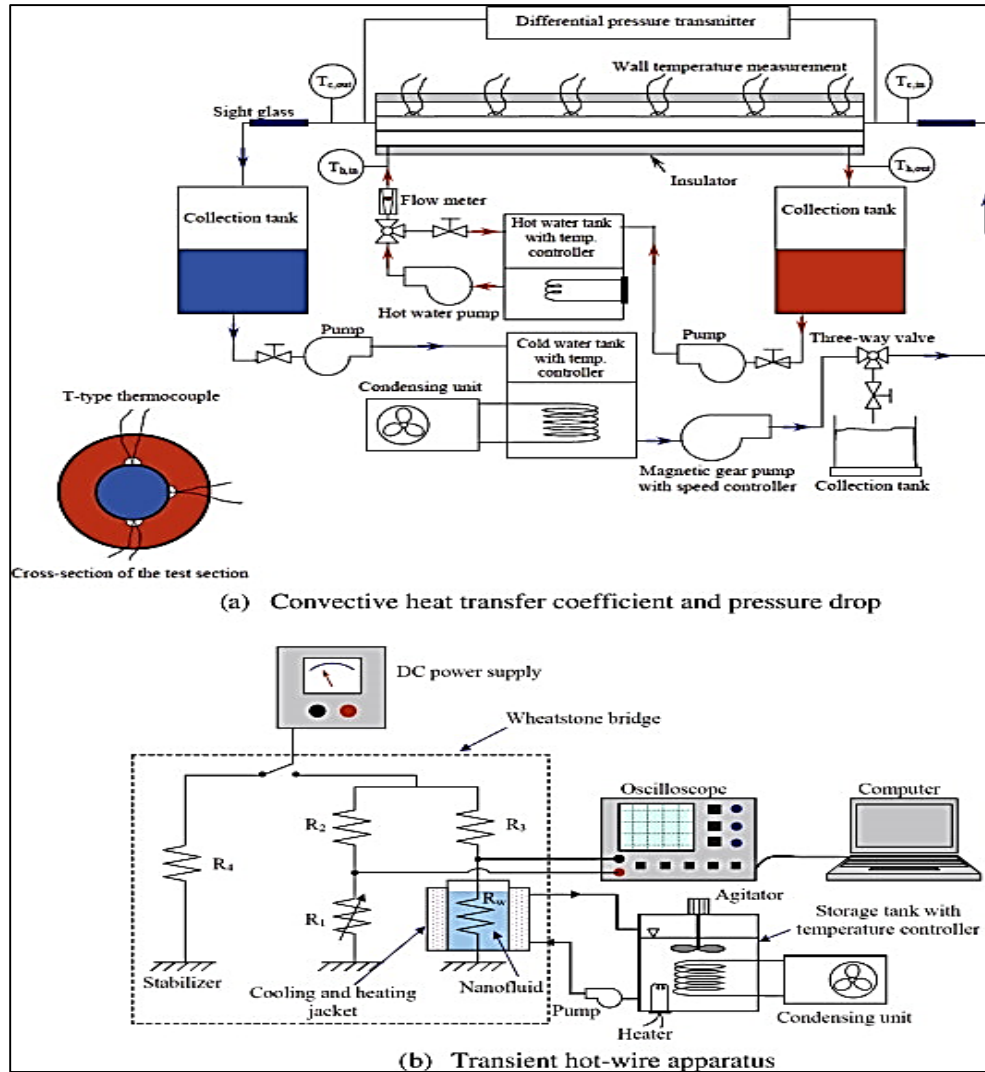 Differential pressure transmitter
T_c,out
Wall temperature measurement
T_c,in
Sight glass
T_h,in
T_h,out
Insulator
Collection tank
Flow meter
Hot water tank
with temp.
controller
Collection tank
Hot water pump
Pump
Cold water tank
with temp.
controller
Pump
Three-way valve
Condensing unit
T-type thermocouple
Magnetic gear pump
with speed controller
Collection tank
Cross-section of the test section
(a) Convective heat transfer coefficient and pressure drop
DC power supply
Wheatstone bridge
Oscilloscope
Computer
R2
R3
R4
R1
Rw
Agitator
Storage tank with
temperature controller
Stabilizer
Cooling and heating
jacket
Nanofluid
Pump
Heater
Condensing unit
(b) Transient hot-wire apparatus